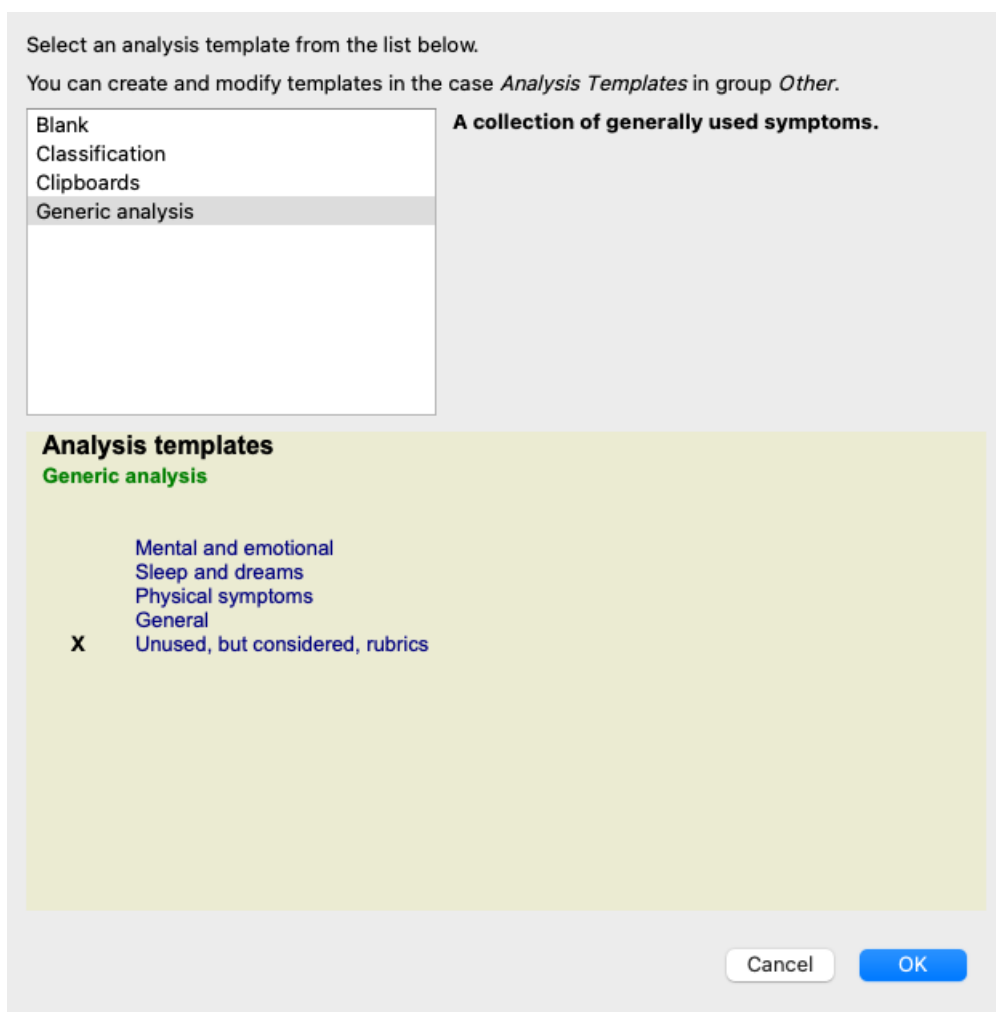 Select an analysis template from the list below.
You can create and modify templates in the case Analysis Templates in group Other.
Blank
Classification
Clipboards
Generic analysis
A collection of generally used symptoms.
Analysis templates
Generic analysis
Mental and emotional
Sleep and dreams
Physical symptoms
General
X Unused, but considered, rubrics
Cancel OK